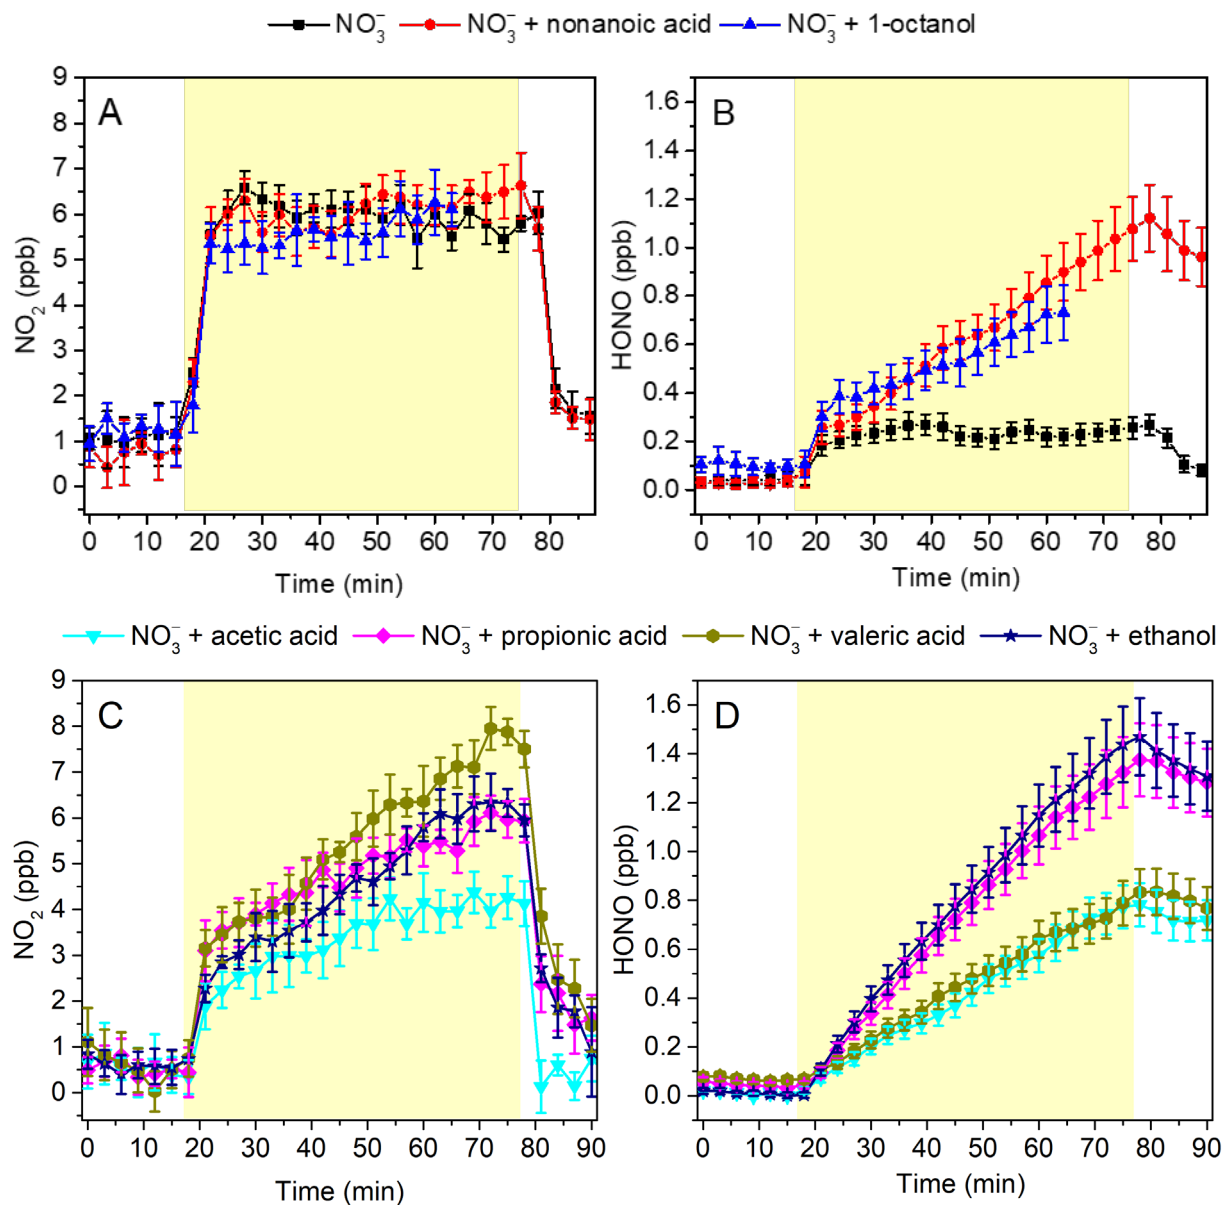 NO₃⁻ NO₃⁻ + nonanoic acid NO₃⁻ + 1-octanol
A
B
9
8
7
6
5
4
3
2
1
0
NO₂ (ppb)
0 10 20 30 40 50 60 70 80
Time (min)
1.6
1.4
1.2
1.0
0.8
0.6
0.4
0.2
0.0
HONO (ppb)
0 10 20 30 40 50 60 70 80
Time (min)
NO₃⁻ + acetic acid NO₃⁻ + propionic acid NO₃⁻ + valeric acid NO₃⁻ + ethanol
C
D
9
8
7
6
5
4
3
2
1
0
NO₂ (ppb)
0 10 20 30 40 50 60 70 80 90
Time (min)
1.6
1.4
1.2
1.0
0.8
0.6
0.4
0.2
0.0
HONO (ppb)
0 10 20 30 40 50 60 70 80 90
Time (min)